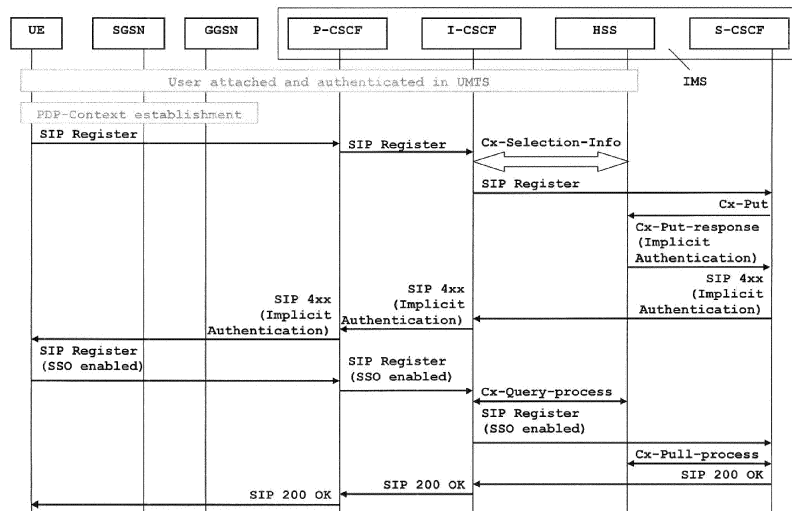 UE SGSN GGSN P-CSCF I-CSCF HSS S-CSCF
IMS
User attached and authenticated in UMTS
PDP-Context establishment
SIP Register
SIP Register
Cx-Selection-Info
SIP Register
Cx-Put
Cx-Put-response
(Implicit
Authentication)
SIP 4xx
(Implicit
Authentication)
SIP 4xx
(Implicit
Authentication)
SIP 4xx
(Implicit
Authentication)
SIP Register
(SSO enabled)
SIP Register
(SSO enabled)
Cx-Query-process
SIP Register
(SSO enabled)
Cx-Pull-process
SIP 200 OK
SIP 200 OK
SIP 200 OK